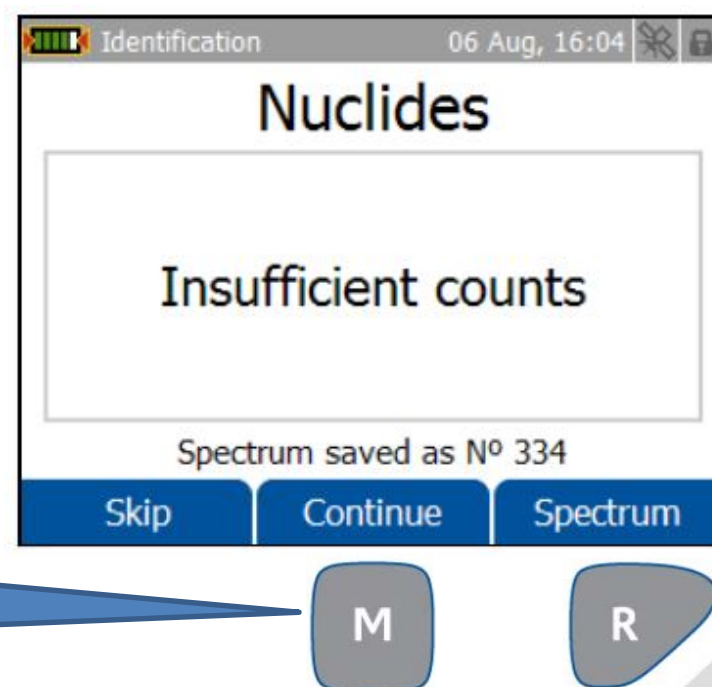 Identification 06 Aug, 16:04
Nuclides
Insufficient counts
Spectrum saved as Nº 334
Skip Continue Spectrum
M R